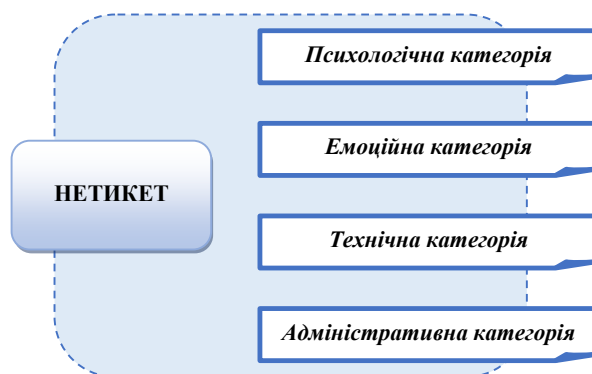 Психологічна категорія
Емоційна категорія
НЕТИКЕТ
Технічна категорія
Адміністративна категорія